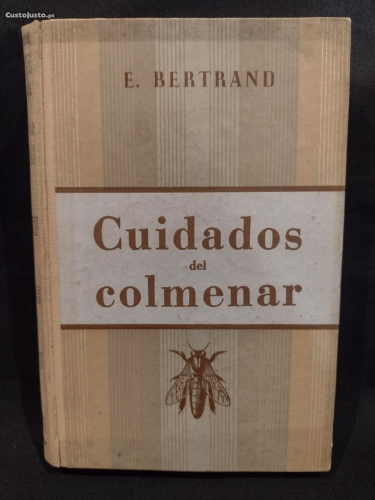 CustoJusto.pt
E. BERTRAND
Cuidados
del
colmenar